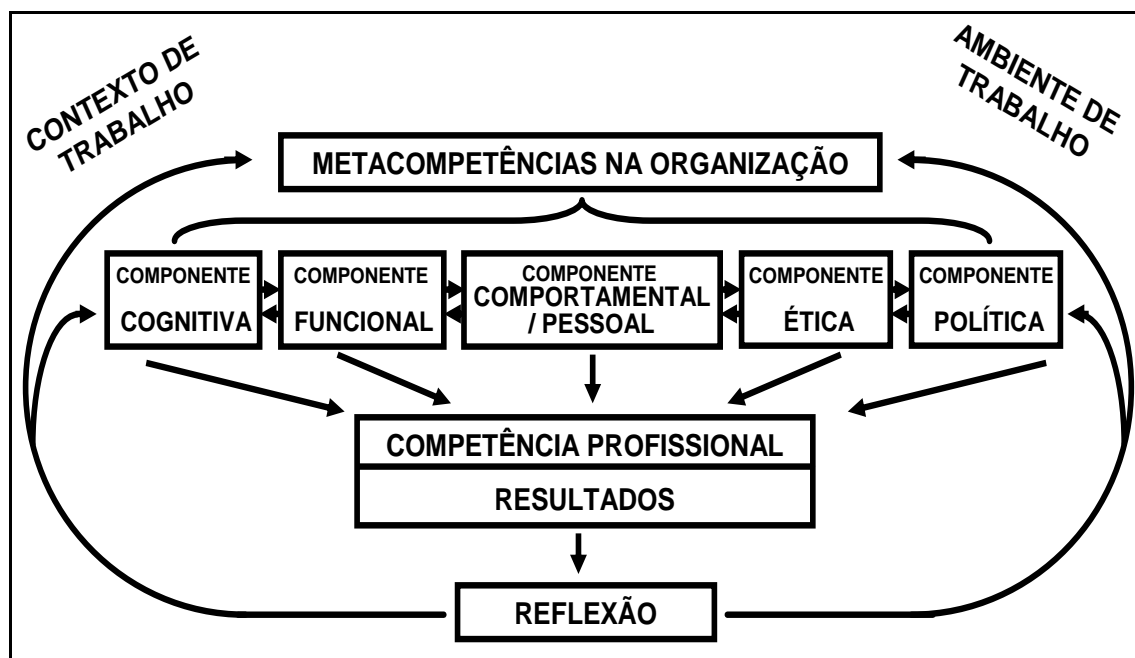 CONTEXTO DE
TRABALHO
AMBIENTE DE
TRABALHO
METACOMPETÊNCIAS NA ORGANIZAÇÃO
COMPONENTE
COGNITIVA
COMPONENTE
FUNCIONAL
COMPONENTE
COMPORTAMENTAL
/ PESSOAL
COMPONENTE
ÉTICA
COMPONENTE
POLÍTICA
COMPETÊNCIA PROFISSIONAL
RESULTADOS
REFLEXÃO